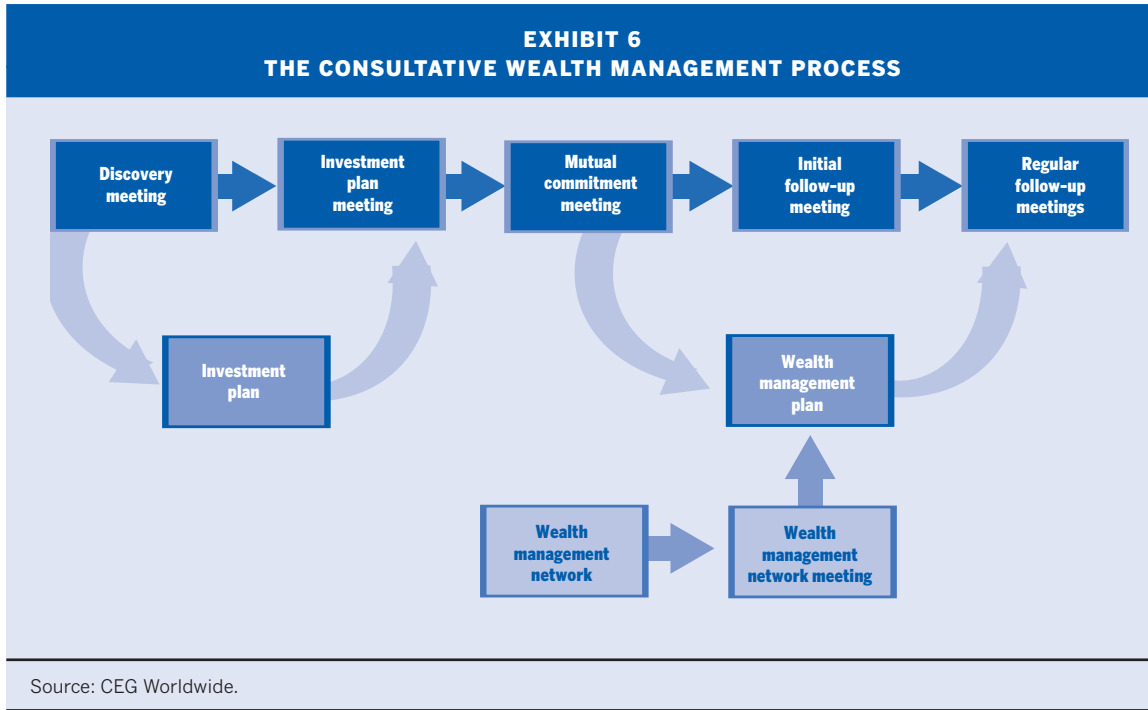 EXHIBIT 6
THE CONSULTATIVE WEALTH MANAGEMENT PROCESS
Discovery
meeting
Investment
plan
meeting
Mutual
commitment
meeting
Initial
follow-up
meeting
Regular
follow-up
meetings
Investment
plan
Wealth
management
plan
Wealth
management
network
Wealth
management
network meeting
Source: CEG Worldwide.